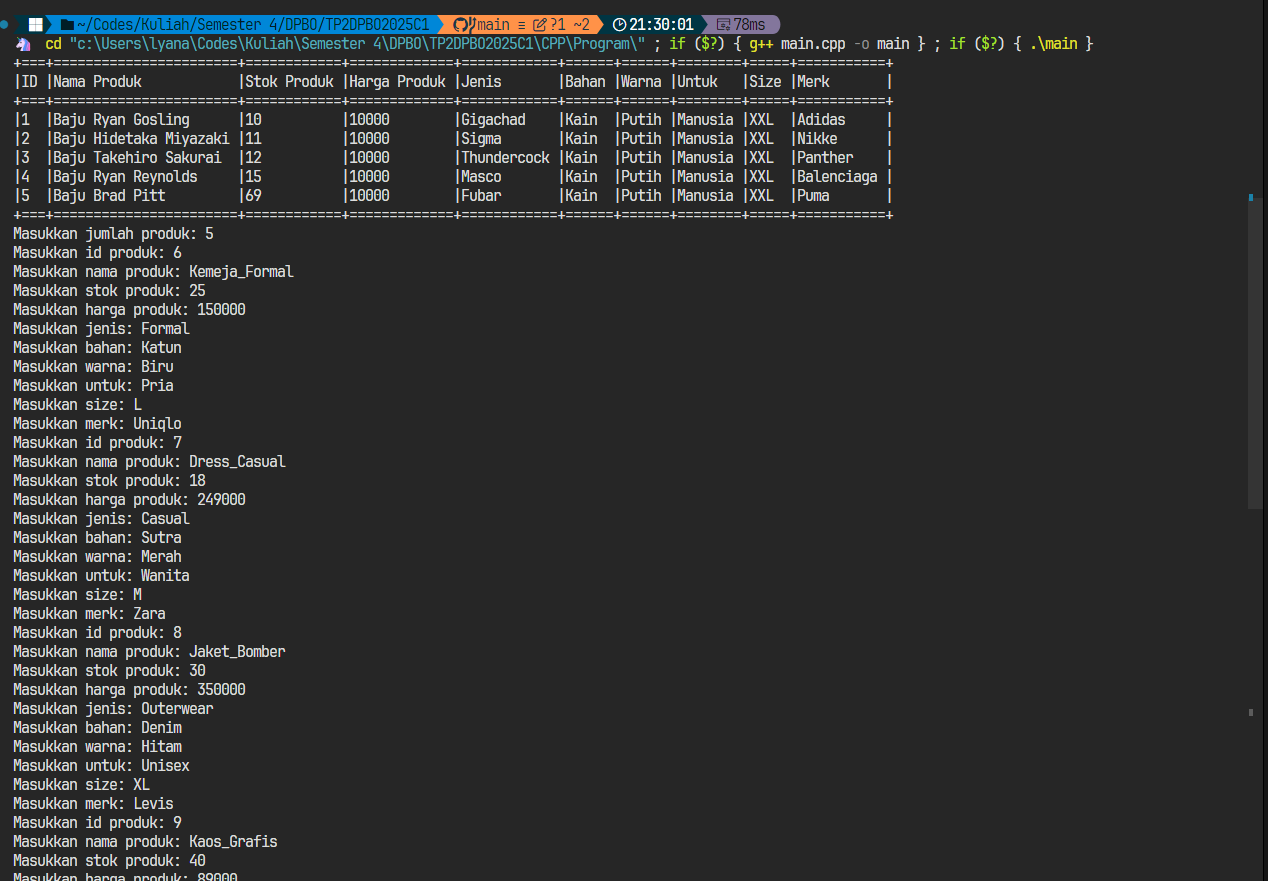 ~/Codes/Kuliah/Semester 4/DPBO/TP2DPBO2025C1 main ≡ ?1 ~2 21:30:01 78ms
cd "c:\Users\lyana\Codes\Kuliah\Semester 4\DPBO\TP2DPBO2025C1\CPP\Program\" ; if ($?) { g++ main.cpp -o main } ; if ($?) { .\main }
+===+=======================+============+=============+============+======+======+========+=====+===========+
|ID |Nama Produk            |Stok Produk |Harga Produk |Jenis       |Bahan |Warna |Untuk   |Size |Merk       |
+===+=======================+============+=============+============+======+======+========+=====+===========+
|1  |Baju Ryan Gosling      |10          |10000        |Gigachad    |Kain  |Putih |Manusia |XXL  |Adidas     |
|2  |Baju Hidetaka Miyazaki |11          |10000        |Sigma       |Kain  |Putih |Manusia |XXL  |Nikke      |
|3  |Baju Takehiro Sakurai  |12          |10000        |Thundercock |Kain  |Putih |Manusia |XXL  |Panther    |
|4  |Baju Ryan Reynolds     |15          |10000        |Masco       |Kain  |Putih |Manusia |XXL  |Balenciaga |
|5  |Baju Brad Pitt         |69          |10000        |Fubar       |Kain  |Putih |Manusia |XXL  |Puma       |
+===+=======================+============+=============+============+======+======+========+=====+===========+
Masukkan jumlah produk: 5
Masukkan id produk: 6
Masukkan nama produk: Kemeja_Formal
Masukkan stok produk: 25
Masukkan harga produk: 150000
Masukkan jenis: Formal
Masukkan bahan: Katun
Masukkan warna: Biru
Masukkan untuk: Pria
Masukkan size: L
Masukkan merk: Uniqlo
Masukkan id produk: 7
Masukkan nama produk: Dress_Casual
Masukkan stok produk: 18
Masukkan harga produk: 249000
Masukkan jenis: Casual
Masukkan bahan: Sutra
Masukkan warna: Merah
Masukkan untuk: Wanita
Masukkan size: M
Masukkan merk: Zara
Masukkan id produk: 8
Masukkan nama produk: Jaket_Bomber
Masukkan stok produk: 30
Masukkan harga produk: 350000
Masukkan jenis: Outerwear
Masukkan bahan: Denim
Masukkan warna: Hitam
Masukkan untuk: Unisex
Masukkan size: XL
Masukkan merk: Levis
Masukkan id produk: 9
Masukkan nama produk: Kaos_Grafis
Masukkan stok produk: 40
Masukkan harga produk: 89000